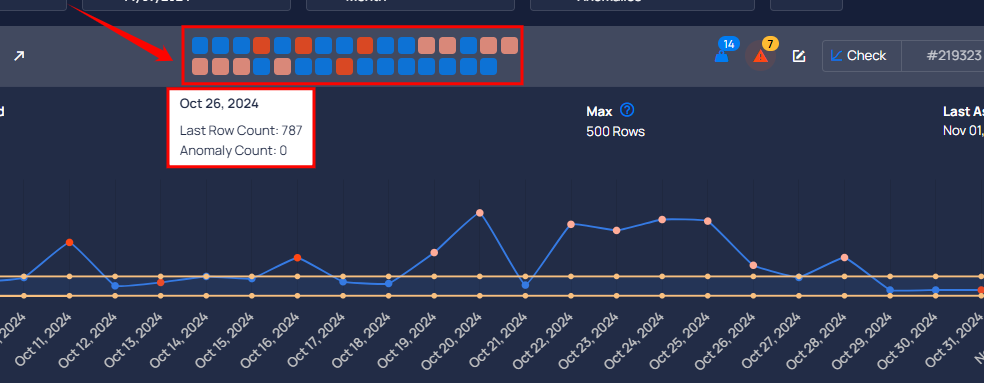 Month
Anomalies
14
7
Check
#219323
Oct 26, 2024
Last Row Count: 787
Anomaly Count: 0
Max
500 Rows
Nov 01,
Oct 11, 2024
Oct 12, 2024
Oct 13, 2024
Oct 14, 2024
Oct 15, 2024
Oct 16, 2024
Oct 17, 2024
Oct 18, 2024
Oct 19, 2024
Oct 20, 2024
Oct 21, 2024
Oct 22, 2024
Oct 23, 2024
Oct 24, 2024
Oct 25, 2024
Oct 26, 2024
Oct 27, 2024
Oct 28, 2024
Oct 29, 2024
Oct 30, 2024
Oct 31, 2024